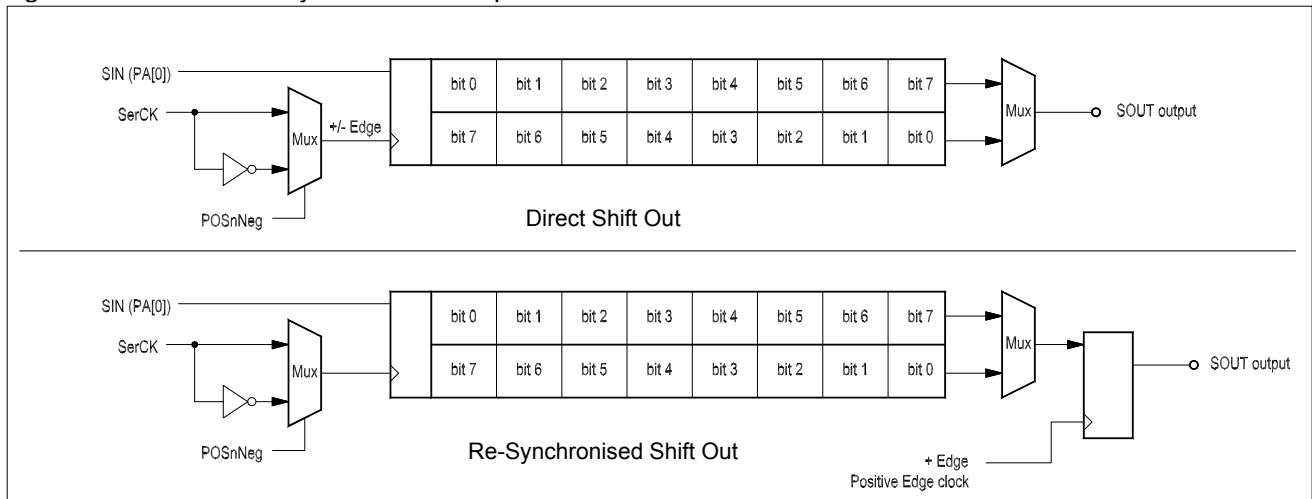 SIN (PA[0])
SerCK
Mux
+/- Edge
POSnNeg
bit 0 bit 1 bit 2 bit 3 bit 4 bit 5 bit 6 bit 7
bit 7 bit 6 bit 5 bit 4 bit 3 bit 2 bit 1 bit 0
Mux
SOUT output
Direct Shift Out
SIN (PA[0])
SerCK
Mux
POSnNeg
bit 0 bit 1 bit 2 bit 3 bit 4 bit 5 bit 6 bit 7
bit 7 bit 6 bit 5 bit 4 bit 3 bit 2 bit 1 bit 0
Mux
SOUT output
Re-Synchronised Shift Out
+ Edge
Positive Edge clock